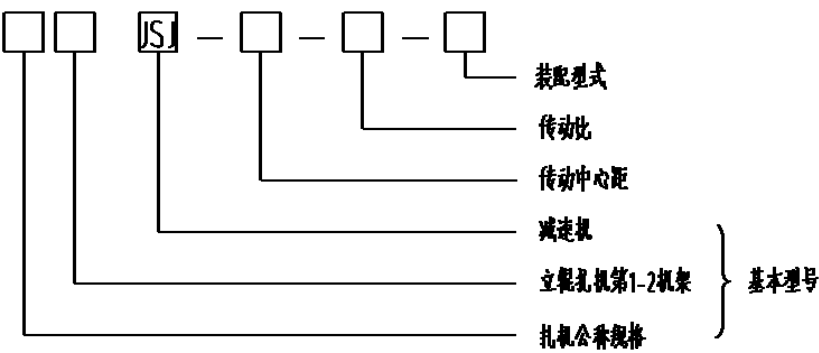 JSJ - - -
装配型式
传动比
传动中心距
减速机
立辊轧机第1-2机架
基本型号
轧机公称规格